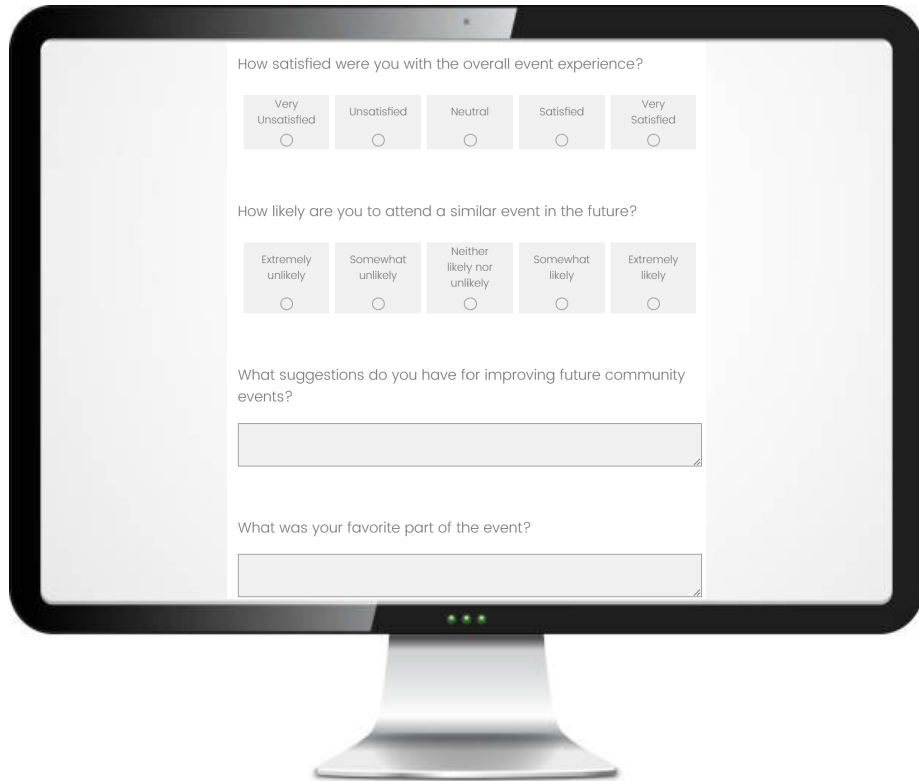 How satisfied were you with the overall event experience?
Very
Unsatisfied
Unsatisfied
Neutral
Satisfied
Very
Satisfied
How likely are you to attend a similar event in the future?
Extremely
unlikely
Somewhat
unlikely
Neither
likely nor
unlikely
Somewhat
likely
Extremely
likely
What suggestions do you have for improving future community
events?
What was your favorite part of the event?